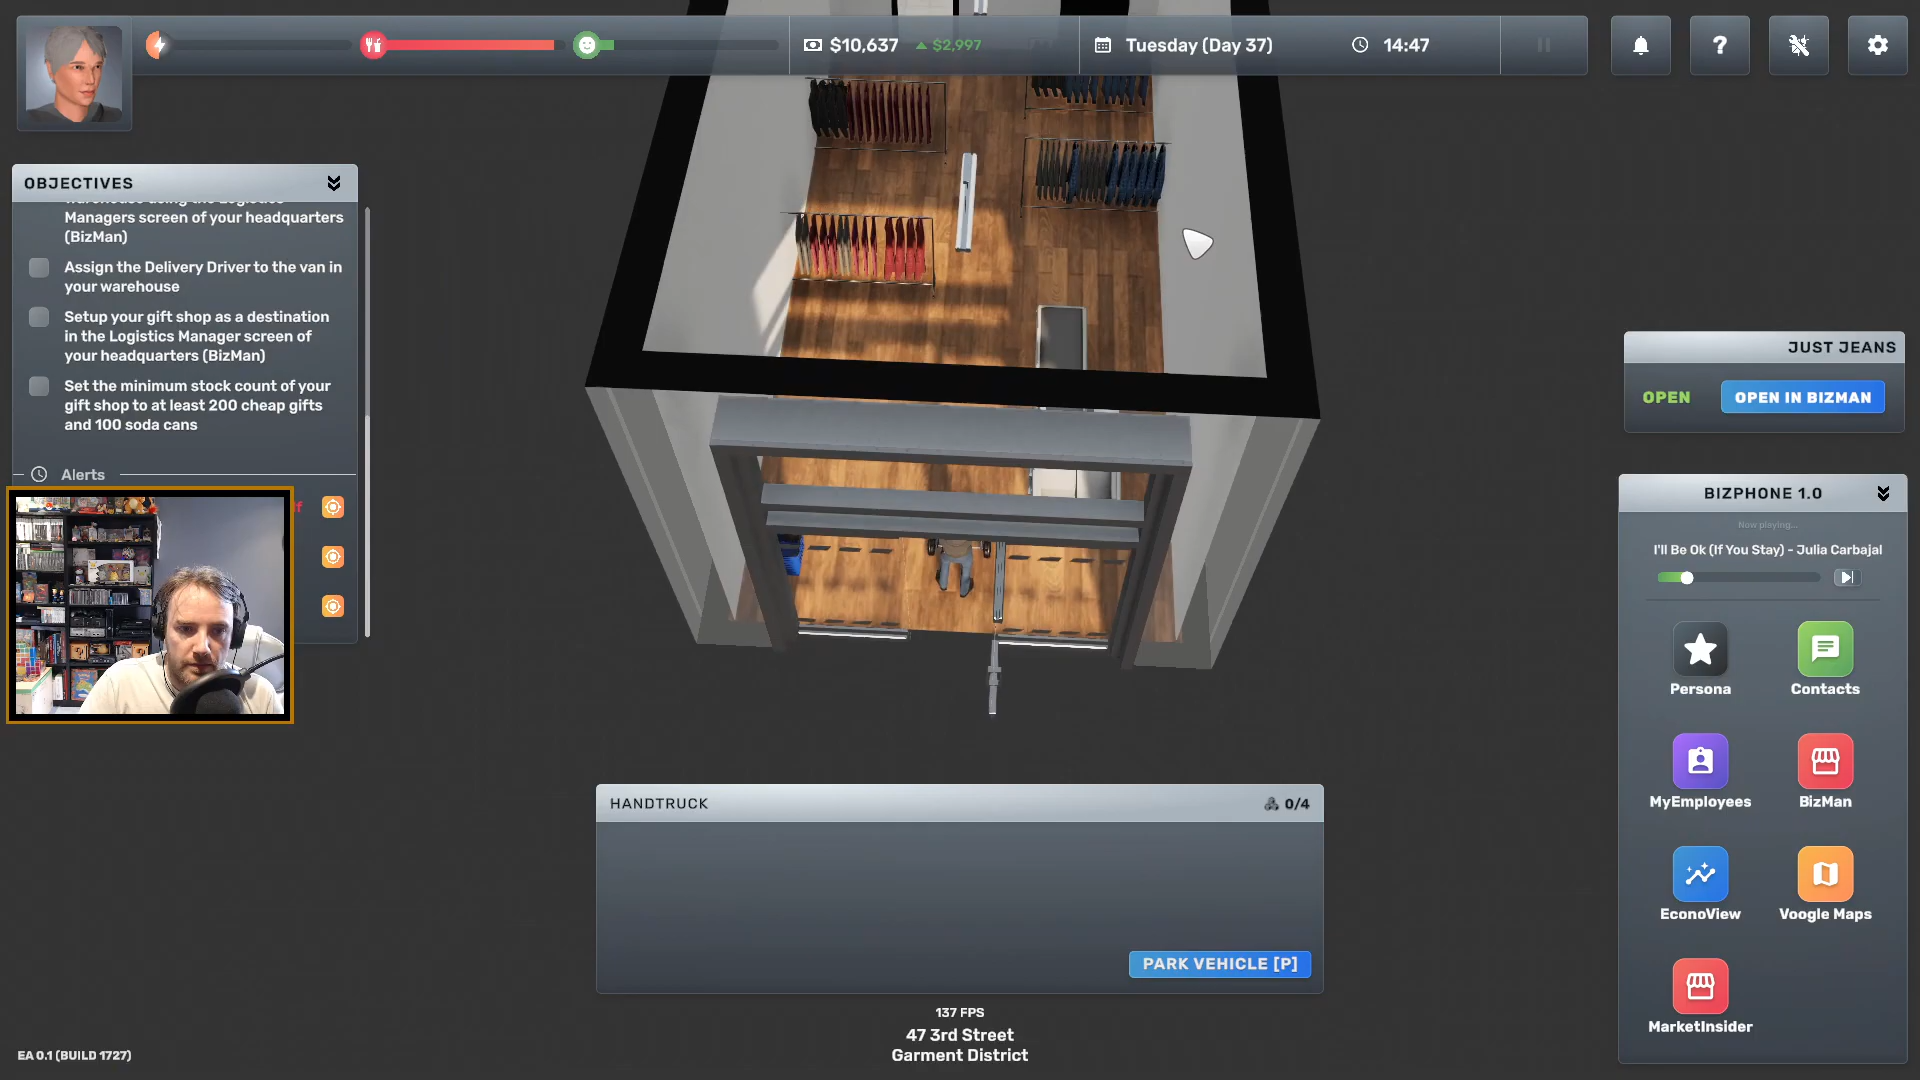 $10,637
$2,997
Tuesday (Day 37)
14:47
OBJECTIVES
Managers screen of your headquarters
(BizMan)
Assign the Delivery Driver to the van in
your warehouse
Setup your gift shop as a destination
in the Logistics Manager screen of
your headquarters (BizMan)
Set the minimum stock count of your
gift shop to at least 200 cheap gifts
and 100 soda cans
Alerts
JUST JEANS
OPEN
OPEN IN BIZMAN
BIZPHONE 1.0
Now playing...
I'll Be Ok (If You Stay) - Julia Carbajal
Persona
Contacts
MyEmployees
BizMan
EconoView
Voogle Maps
MarketInsider
HANDTRUCK
0/4
PARK VEHICLE [P]
137 FPS
47 3rd Street
Garment District
EA 0.1 (BUILD 1727)